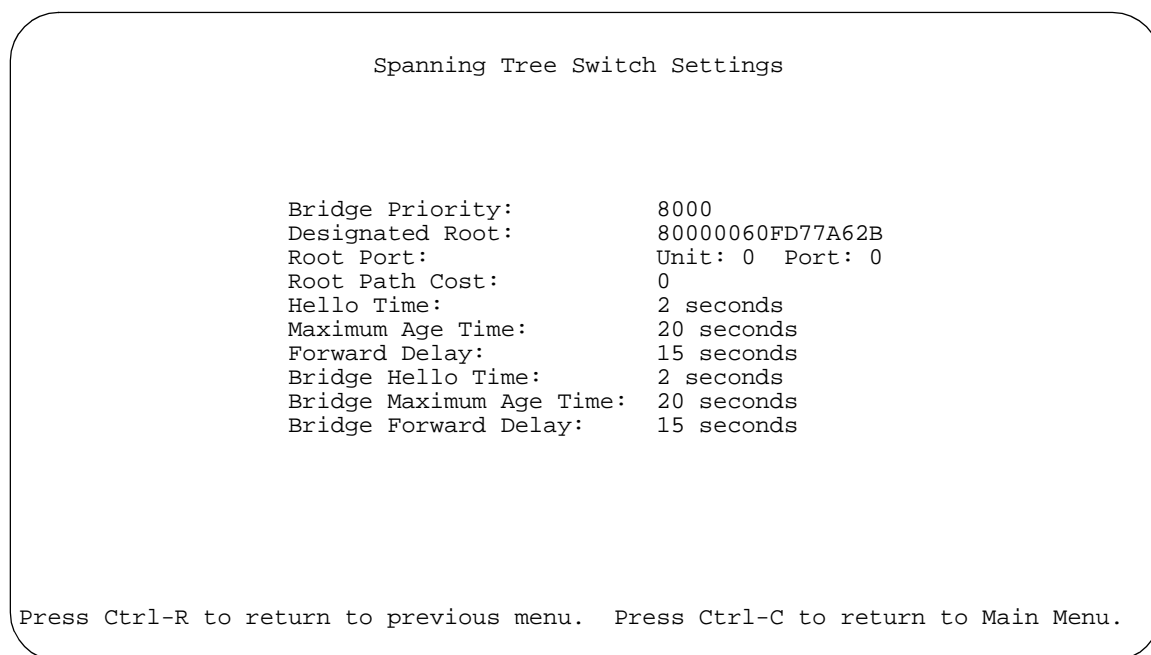 Spanning Tree Switch Settings
Bridge Priority: 8000
Designated Root: 80000060FD77A62B
Root Port: Unit: 0 Port: 0
Root Path Cost: 0
Hello Time: 2 seconds
Maximum Age Time: 20 seconds
Forward Delay: 15 seconds
Bridge Hello Time: 2 seconds
Bridge Maximum Age Time: 20 seconds
Bridge Forward Delay: 15 seconds
Press Ctrl-R to return to previous menu. Press Ctrl-C to return to Main Menu.